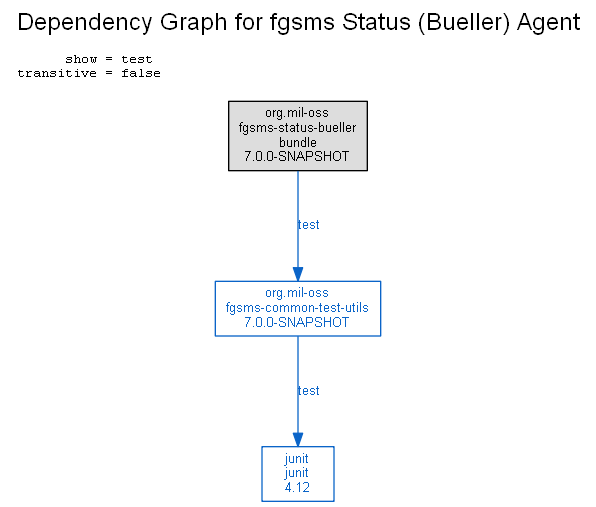 Dependency Graph for fgsms Status (Bueller) Agent
show = test
transitive = false
org.mil-oss
fgsms-status-bueller
bundle
7.0.0-SNAPSHOT
test
org.mil-oss
fgsms-common-test-utils
7.0.0-SNAPSHOT
test
junit
junit
4.12